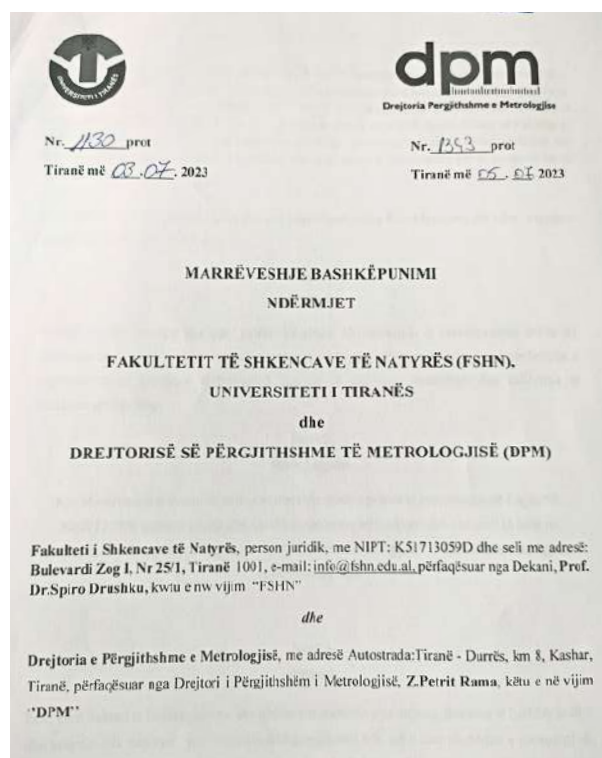 UNIVERSITETI I TIRANËS
dpm
Drejtoria Përgjithshme e Metrologjise
Nr. 1130 prot
Tiranë më 03.07.2023
Nr. 1393 prot
Tiranë më 05.07 2023
MARRËVESHJE BASHKËPUNIMI
NDËRMJET
FAKULTETIT TË SHKENCAVE TË NATYRËS (FSHN).
UNIVERSITETI I TIRANËS
dhe
DREJTORISË SË PËRGJITHSHME TË METROLOGJISË (DPM)
Fakulteti i Shkencave të Natyrës, person juridik, me NIPT: K51713059D dhe seli me adresë:
Bulevardi Zog I, Nr 25/1, Tiranë 1001, e-mail: info@fshn.edu.al, përfaqësuar nga Dekani, Prof.
Dr.Spiro Drushku, kwtu e nw vijim "FSHN"
dhe
Drejtoria e Përgjithshme e Metrologjisë, me adresë Autostrada:Tiranë - Durrës, km 8, Kashar,
Tiranë, përfaqësuar nga Drejtori i Përgjithshëm i Metrologjisë, Z.Petrit Rama, këtu e në vijim
"DPM"